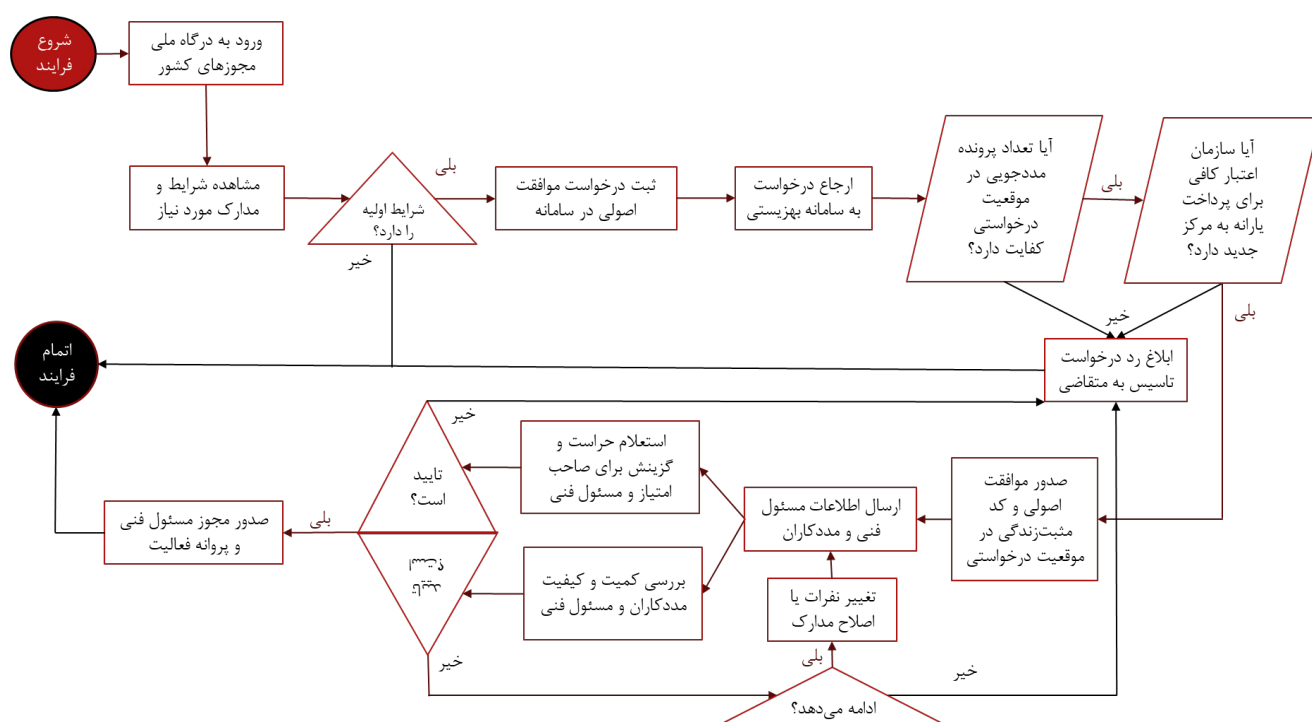 شروع
فرایند
ورود به درگاه ملی
مجوزهای کشور
مشاهده شرایط و
مدارک مورد نیاز
شرایط اولیه
را دارد؟
بلی
خیر
ثبت درخواست موافقت
اصولی در سامانه
ارجاع درخواست
به سامانه بهزیستی
آیا تعداد پرونده
مددجویی در
موقعیت
درخواستی
کفایت دارد؟
بلی
خیر
آیا سازمان
اعتبار کافی
برای پرداخت
یارانه به مرکز
جدید دارد؟
بلی
ابلاغ رد درخواست
تاسیس به متقاضی
اتمام
فرایند
صدور موافقت
اصولی و کد
مثبت‌زندگی در
موقعیت درخواستی
ارسال اطلاعات مسئول
فنی و مددکاران
استعلام حراست و
گزینش برای صاحب
امتیاز و مسئول فنی
تایید
است؟
خیر
بلی
صدور مجوز مسئول فنی
و پروانه فعالیت
بررسی کمیت و کیفیت
مددکاران و مسئول فنی
تایید
است؟
خیر
تغییر نفرات یا
اصلاح مدارک
بلی
خیر
ادامه می‌دهد؟